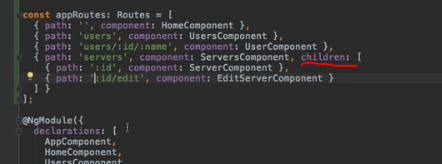 const appRoutes: Routes = [
{ path: '', component: HomeComponent },
{ path: 'users', component: UsersComponent },
{ path: 'users/:id/:name', component: UserComponent },
{ path: 'servers', component: ServersComponent, children: [
{ path: ':id', component: ServerComponent },
{ path: ':id/edit', component: EditServerComponent }
] }
];
@NgModule({
declarations: [
AppComponent,
HomeComponent,
UsersComponent